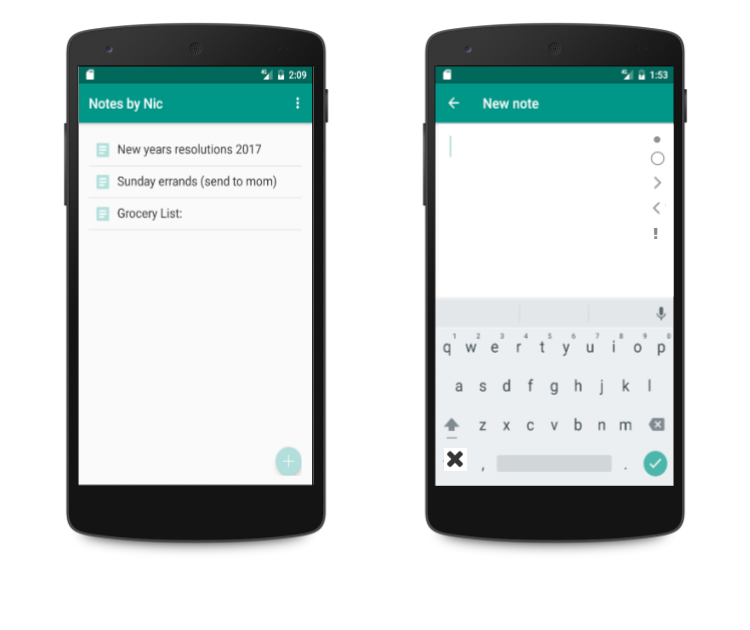 2:09
Notes by Nic
New years resolutions 2017
Sunday errands (send to mom)
Grocery List:
1:53
New note
1 2 3 4 5 6 7 8 9 0
q w e r t y u i o p
a s d f g h j k l
z x c v b n m
, .